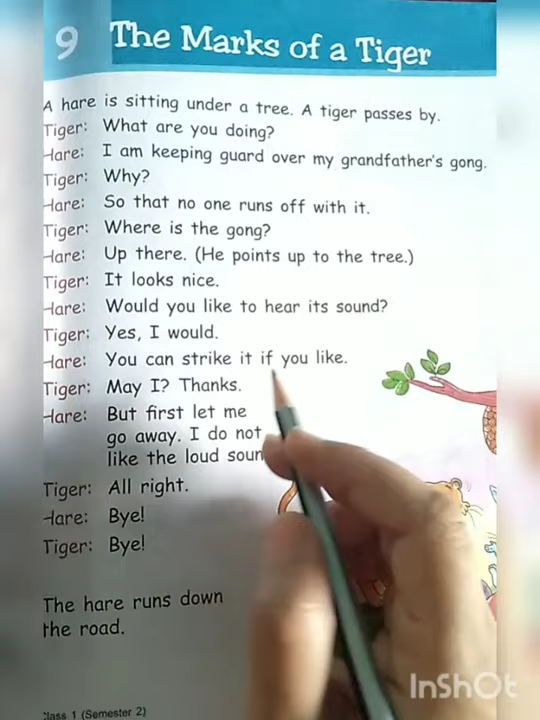 9 The Marks of a Tiger
A hare is sitting under a tree. A tiger passes by.
Tiger: What are you doing?
Hare: I am keeping guard over my grandfather's gong.
Tiger: Why?
Hare: So that no one runs off with it.
Tiger: Where is the gong?
Hare: Up there. (He points up to the tree.)
Tiger: It looks nice.
Hare: Would you like to hear its sound?
Tiger: Yes, I would.
Hare: You can strike it if you like.
Tiger: May I? Thanks.
Hare: But first let me
go away. I do not
like the loud soun
Tiger: All right.
Hare: Bye!
Tiger: Bye!
The hare runs down
the road.
Class 1 (Semester 2)
InShOt